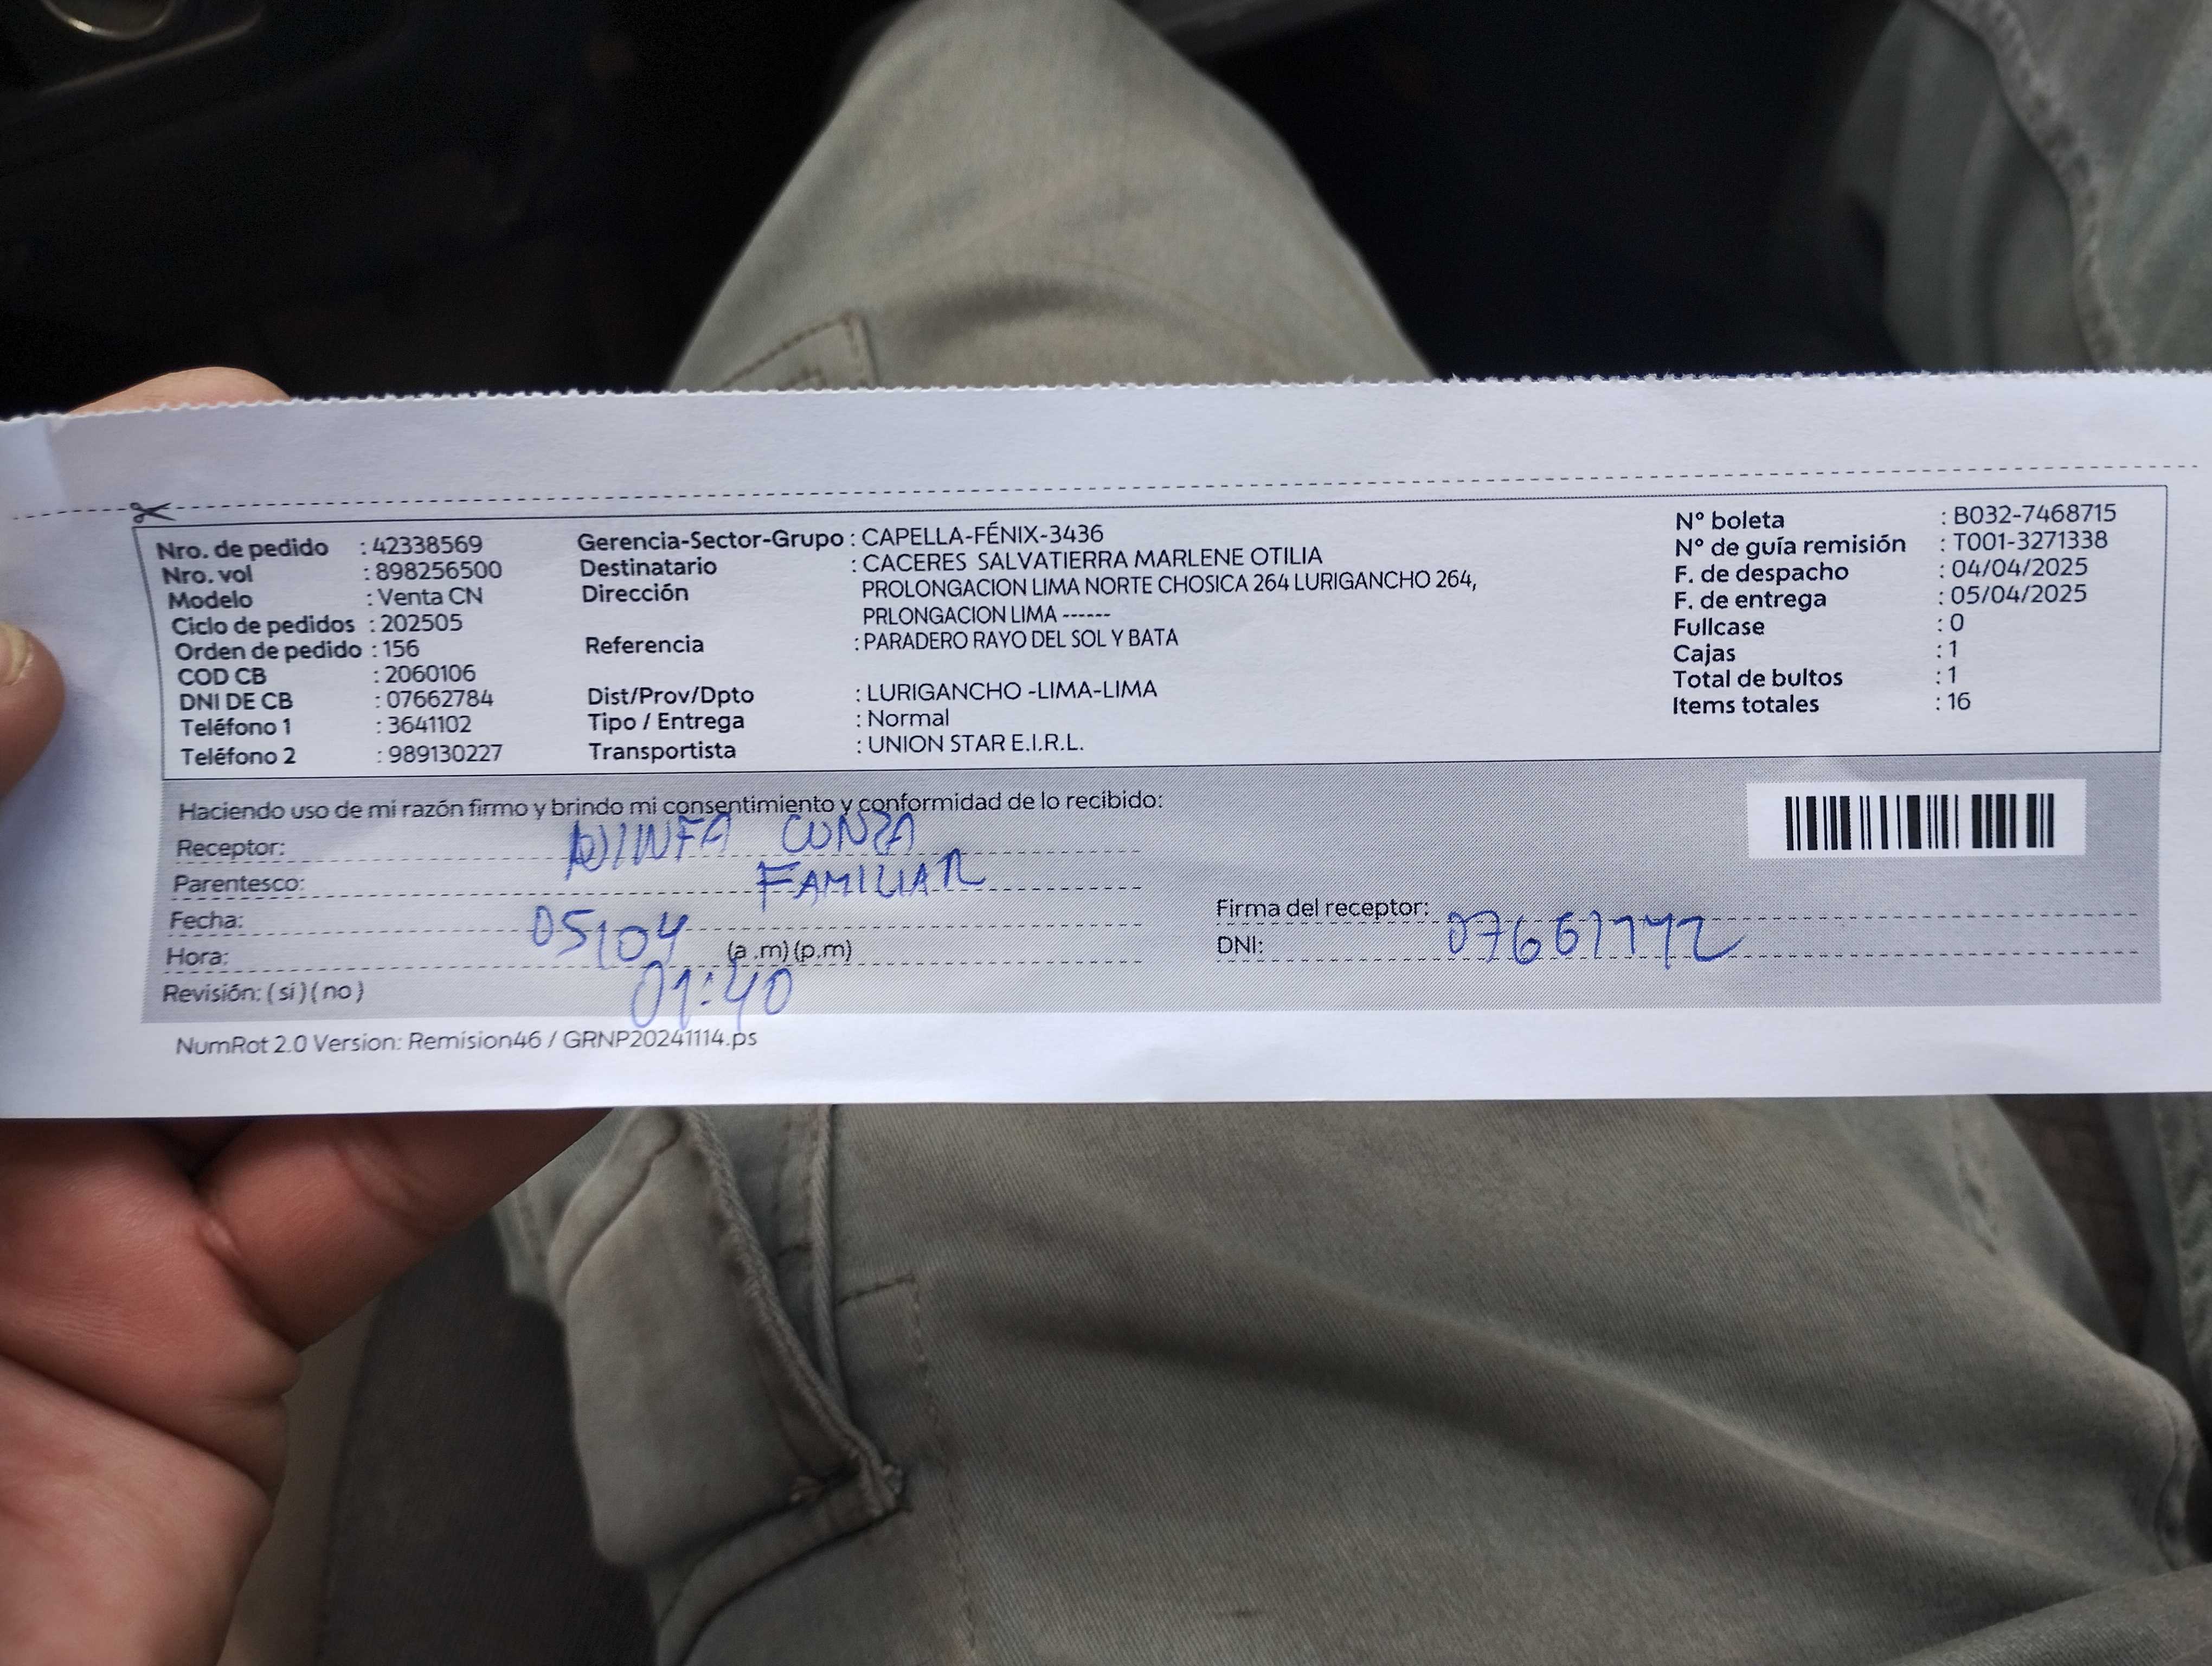 Nro. de pedido : 42338569
Nro. vol : 898256500
Modelo : Venta CN
Ciclo de pedidos : 202505
Orden de pedido : 156
COD CB : 2060106
DNI DE CB : 07662784
Teléfono 1 : 3641102
Teléfono 2 : 989130227
Gerencia-Sector-Grupo : CAPELLA-FÉNIX-3436
Destinatario : CACERES SALVATIERRA MARLENE OTILIA
Dirección PROLONGACION LIMA NORTE CHOSICA 264 LURIGANCHO 264,
PRLONGACION LIMA ------
Referencia : PARADERO RAYO DEL SOL Y BATA
Dist/Prov/Dpto : LURIGANCHO -LIMA-LIMA
Tipo / Entrega : Normal
Transportista : UNION STAR E.I.R.L.
N° boleta : B032-7468715
N° de guía remisión : T001-3271338
F. de despacho : 04/04/2025
F. de entrega : 05/04/2025
Fullcase : 0
Cajas : 1
Total de bultos : 1
Items totales : 16
Haciendo uso de mi razón firmo y brindo mi consentimiento y conformidad de lo recibido:
Receptor: NINFA
Parentesco: FAMILIAR
Fecha: 05/04
Hora: (a .m)(p.m) 01:40
Revisión: (si)(no)
Firma del receptor:
DNI:
NumRot 2.0 Version: Remision46 / GRNP20241114.ps